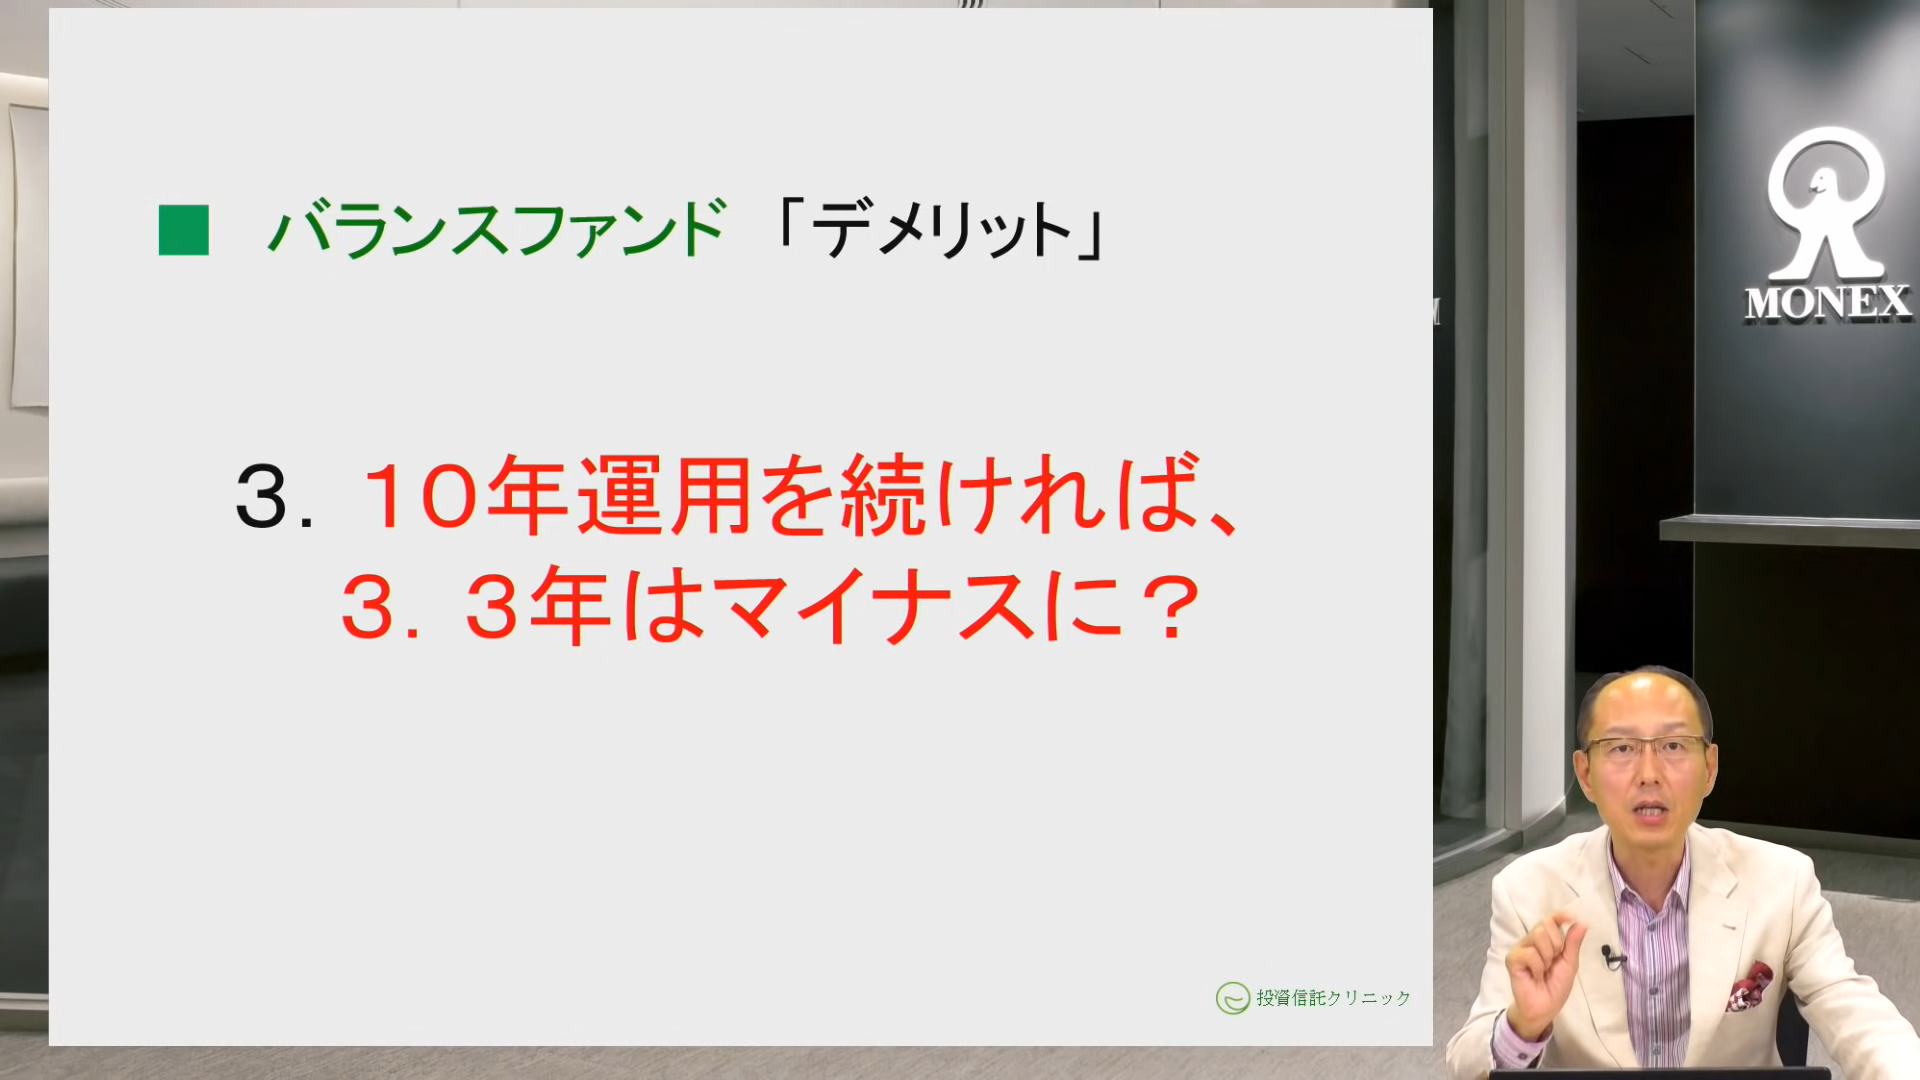 ■ バランスファンド 「デメリット」
３．１０年運用を続ければ、
３．３年はマイナスに？
投資信託クリニック
MONEX